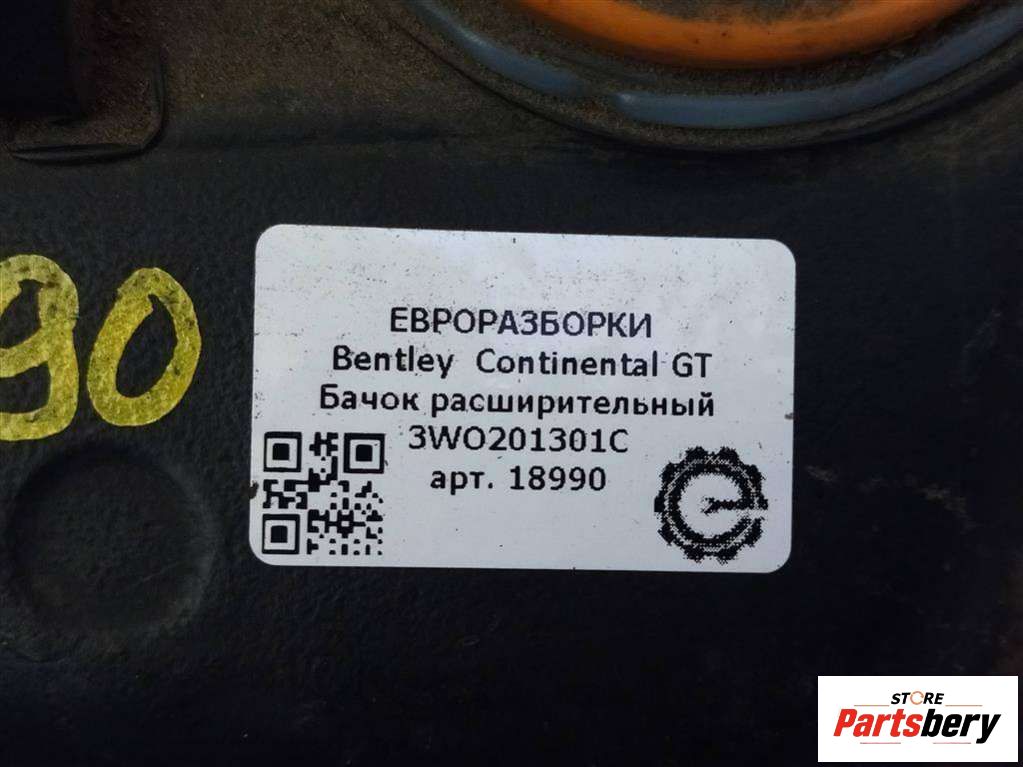 90
ЕВРОРАЗБОРКИ
Bentley Continental GT
Бачок расширительный
3WO201301C
арт. 18990
STORE
Partsbery